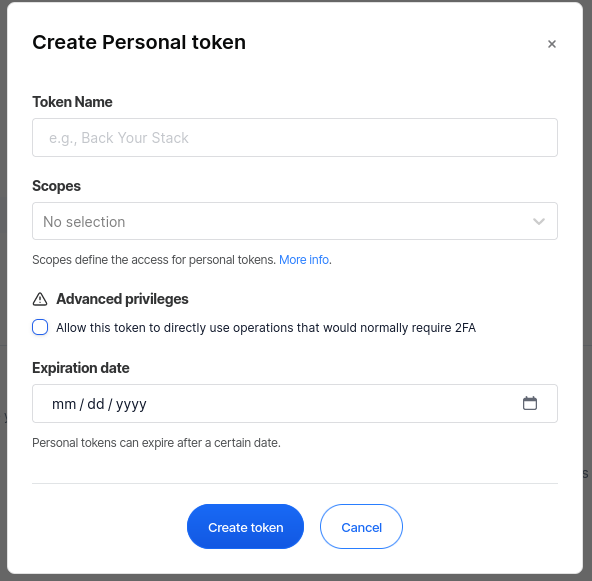 Create Personal token
×
Token Name
e.g., Back Your Stack
Scopes
No selection
Scopes define the access for personal tokens. More info.
Advanced privileges
Allow this token to directly use operations that would normally require 2FA
Expiration date
mm / dd / yyyy
Personal tokens can expire after a certain date.
Create token
Cancel